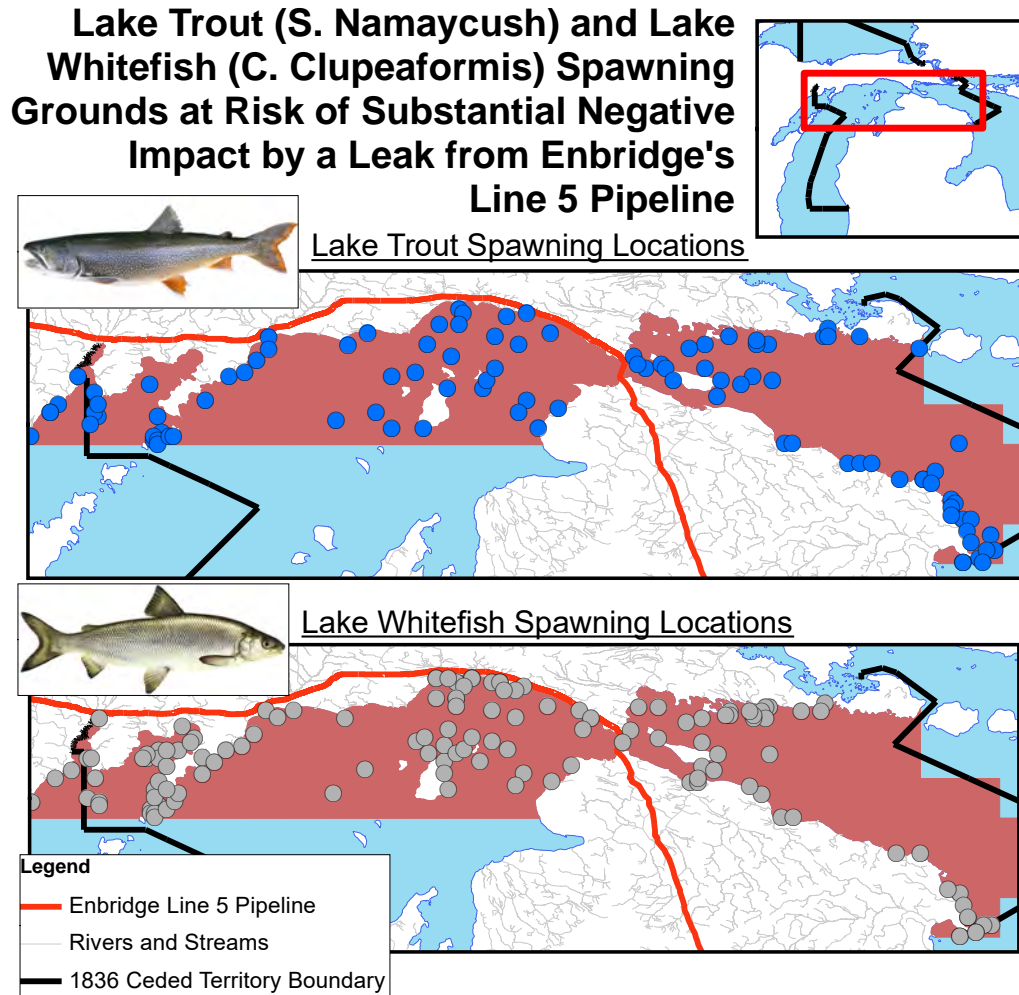 Lake Trout (S. Namaycush) and Lake
Whitefish (C. Clupeaformis) Spawning
Grounds at Risk of Substantial Negative
Impact by a Leak from Enbridge's
Line 5 Pipeline
Lake Trout Spawning Locations
Lake Whitefish Spawning Locations
Legend
Enbridge Line 5 Pipeline
Rivers and Streams
1836 Ceded Territory Boundary